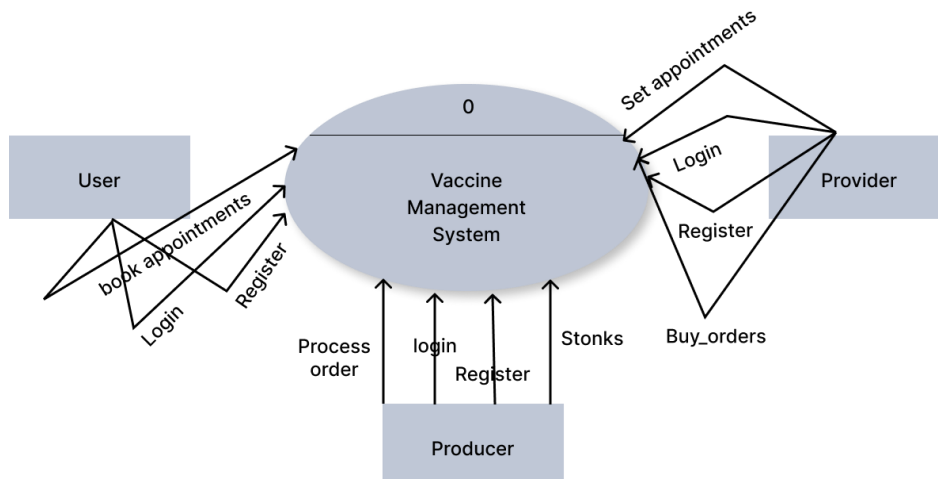 0
Set appointments
User
Vaccine
Management
System
Login
Provider
book appointments
Register
Register
Login
Buy_orders
Process
order
login
Register
Stonks
Producer